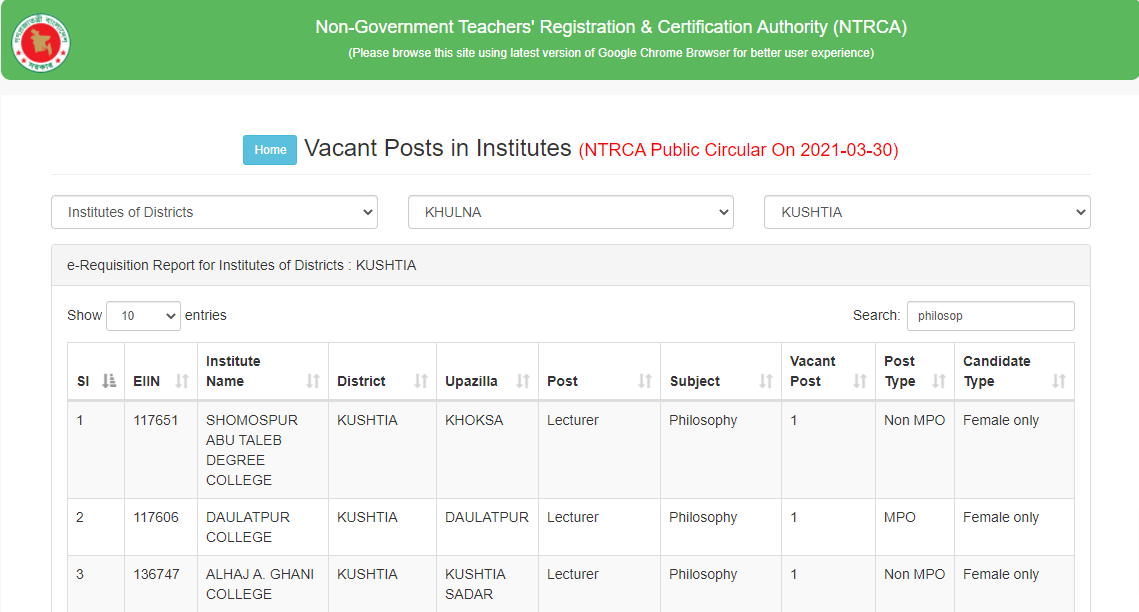 গণপ্রজাতন্ত্রী বাংলাদেশ
সরকার
Non-Government Teachers' Registration & Certification Authority (NTRCA)
(Please browse this site using latest version of Google Chrome Browser for better user experience)
Home Vacant Posts in Institutes (NTRCA Public Circular On 2021-03-30)
Institutes of Districts KHULNA KUSHTIA
e-Requisition Report for Institutes of Districts : KUSHTIA
Show 10 entries Search: philosop
Institute Vacant Post Candidate
Sl EIIN Name District Upazilla Post Subject Post Type Type
1 117651 SHOMOSPUR KUSHTIA KHOKSA Lecturer Philosophy 1 Non MPO Female only
ABU TALEB
DEGREE
COLLEGE
2 117606 DAULATPUR KUSHTIA DAULATPUR Lecturer Philosophy 1 MPO Female only
COLLEGE
3 136747 ALHAJ A. GHANI KUSHTIA KUSHTIA Lecturer Philosophy 1 Non MPO Female only
COLLEGE SADAR